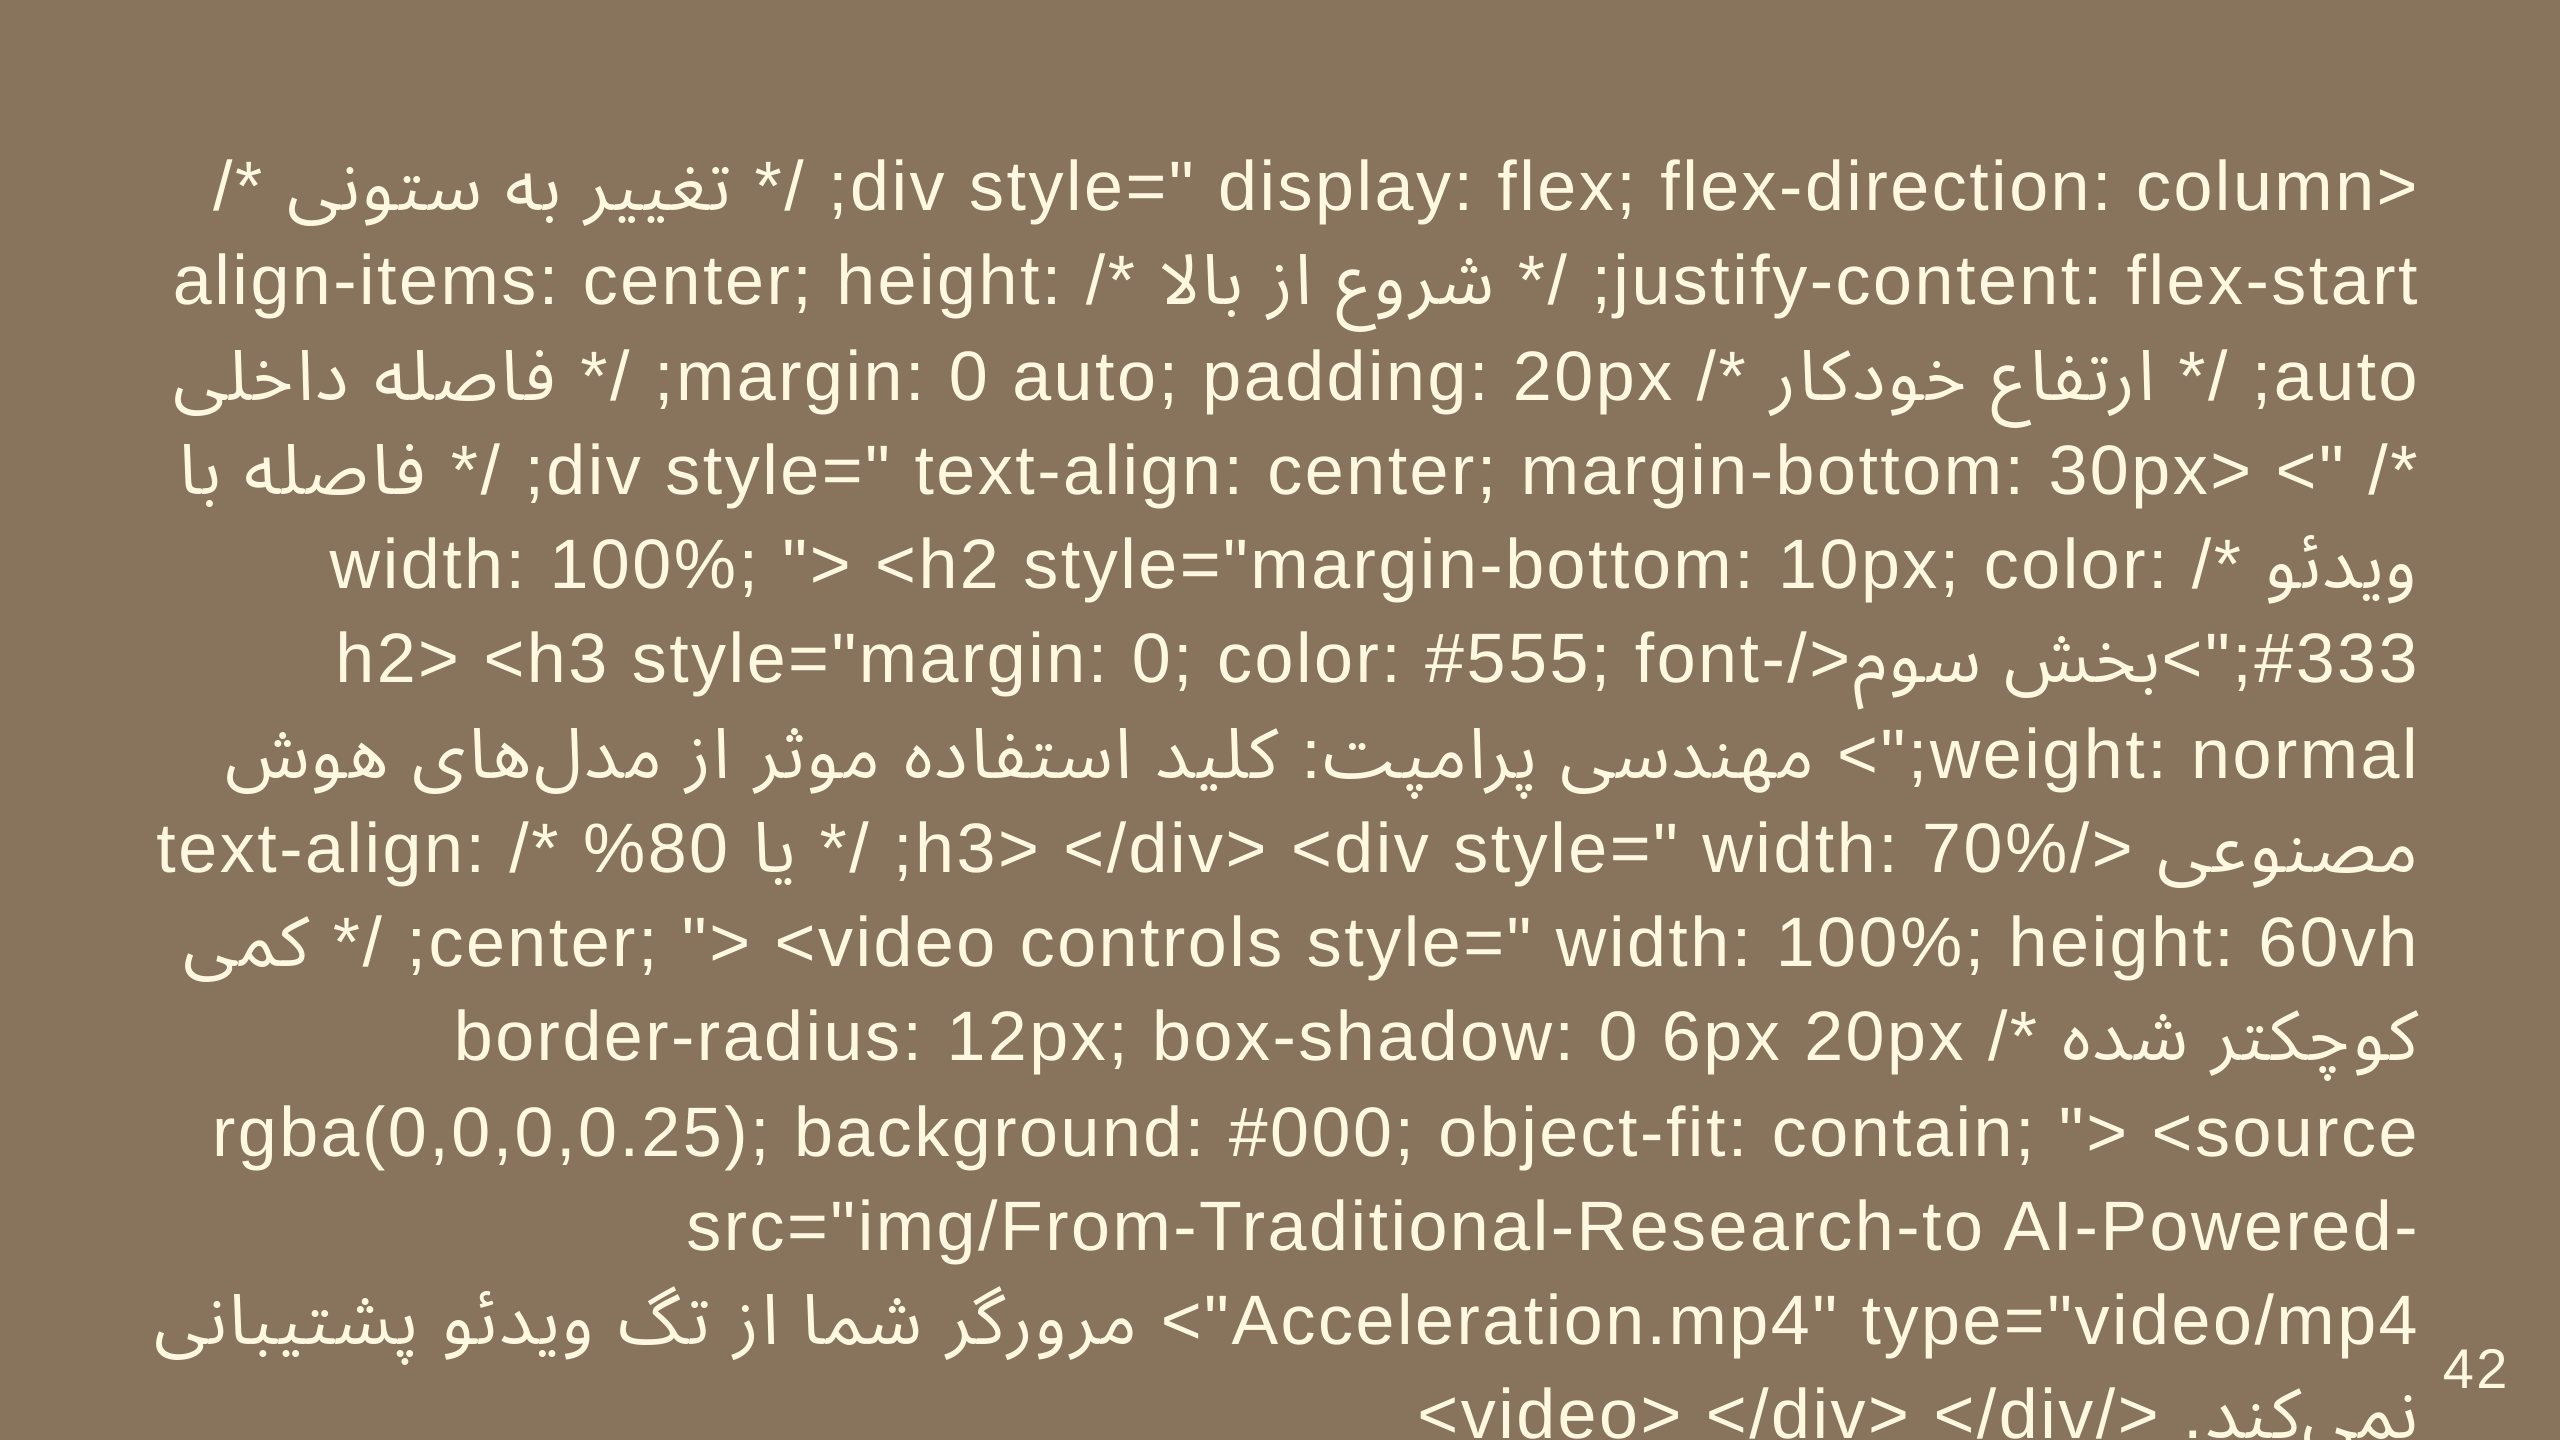 <div style=" display: flex; flex-direction: column; /* تغییر به ستونی */
justify-content: flex-start; /* شروع از بالا */ align-items: center; height:
auto; /* ارتفاع خودکار */ margin: 0 auto; padding: 20px; /* فاصله داخلی
*/ "> <div style=" text-align: center; margin-bottom: 30px; /* فاصله با
ویدئو */ width: 100%; "> <h2 style="margin-bottom: 10px; color:
#333;">بخش سوم</h2> <h3 style="margin: 0; color: #555; font-
weight: normal;"> مهندسی پرامپت: کلید استفاده موثر از مدل‌های هوش
مصنوعی </h3> </div> <div style=" width: 70%; /* یا 80% */ text-align:
center; "> <video controls style=" width: 100%; height: 60vh; /* کمی
کوچکتر شده */ border-radius: 12px; box-shadow: 0 6px 20px
rgba(0,0,0,0.25); background: #000; object-fit: contain; "> <source
src="img/From-Traditional-Research-to AI-Powered-
Acceleration.mp4" type="video/mp4"> مرورگر شما از تگ ویدئو پشتیبانی
نمی‌کند. </video> </div> </div>
42